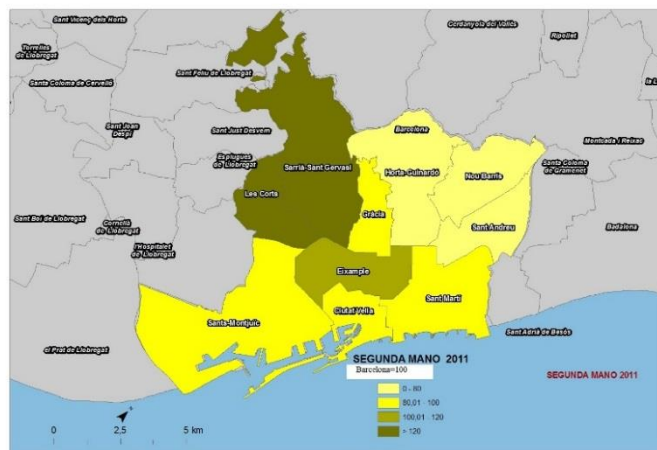 Sant Vicenç dels Horts
Cerdanyola del Vallès
Ripollet
Torrelles
de Llobregat
Sant Feliu de Llobregat
Santa Coloma de Cervelló
Sant Joan
Despí
Sant Just Desvern
Barcelona
Montcada i Reixac
Esplugues
de Llobregat
Sarrià-Sant Gervasi
Horta-Guinardó
Nou Barris
Santa Coloma
de Gramenet
Les Corts
Gràcia
Sant Andreu
Badalona
Sant Boi de Llobregat
Cornellà
de Llobregat
l'Hospitalet
de Llobregat
Eixample
Ciutat Vella
Sant Martí
Sants-Montjuïc
Sant Adrià de Besòs
el Prat de Llobregat
SEGUNDA MANO 2011
Barcelona=100
SEGUNDA MANO 2011
0 - 80
80,01 - 100
100,01 - 120
> 120
0 2,5 5 km